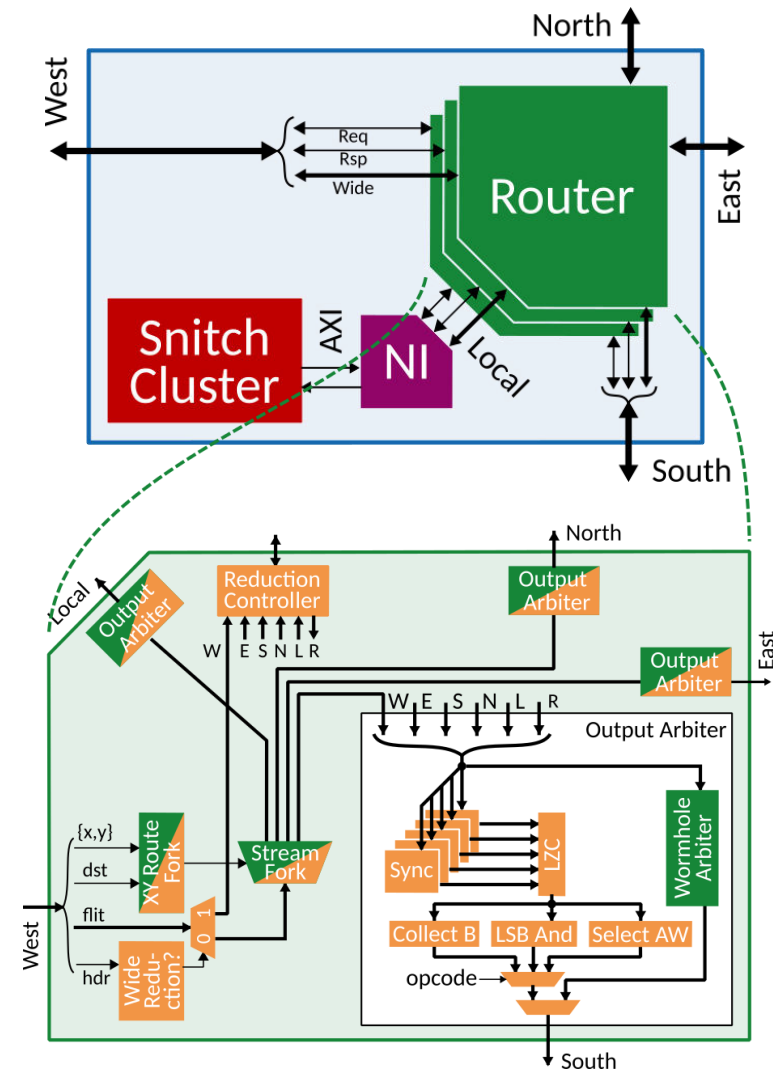 North
West
Req
Rsp
Wide
Router
East
Snitch
Cluster
AXI
NI
Local
South
North
Local
Output
Arbiter
Reduction
Controller
W E S N L R
Output
Arbiter
Output
Arbiter
East
W E S N L R
Output Arbiter
{x,y}
dst
flit
hdr
West
XY Route
Fork
Wide
Redu-
ction?
0 1
Stream
Fork
Sync
LZC
Wormhole
Arbiter
Collect B
LSB And
Select AW
opcode
South